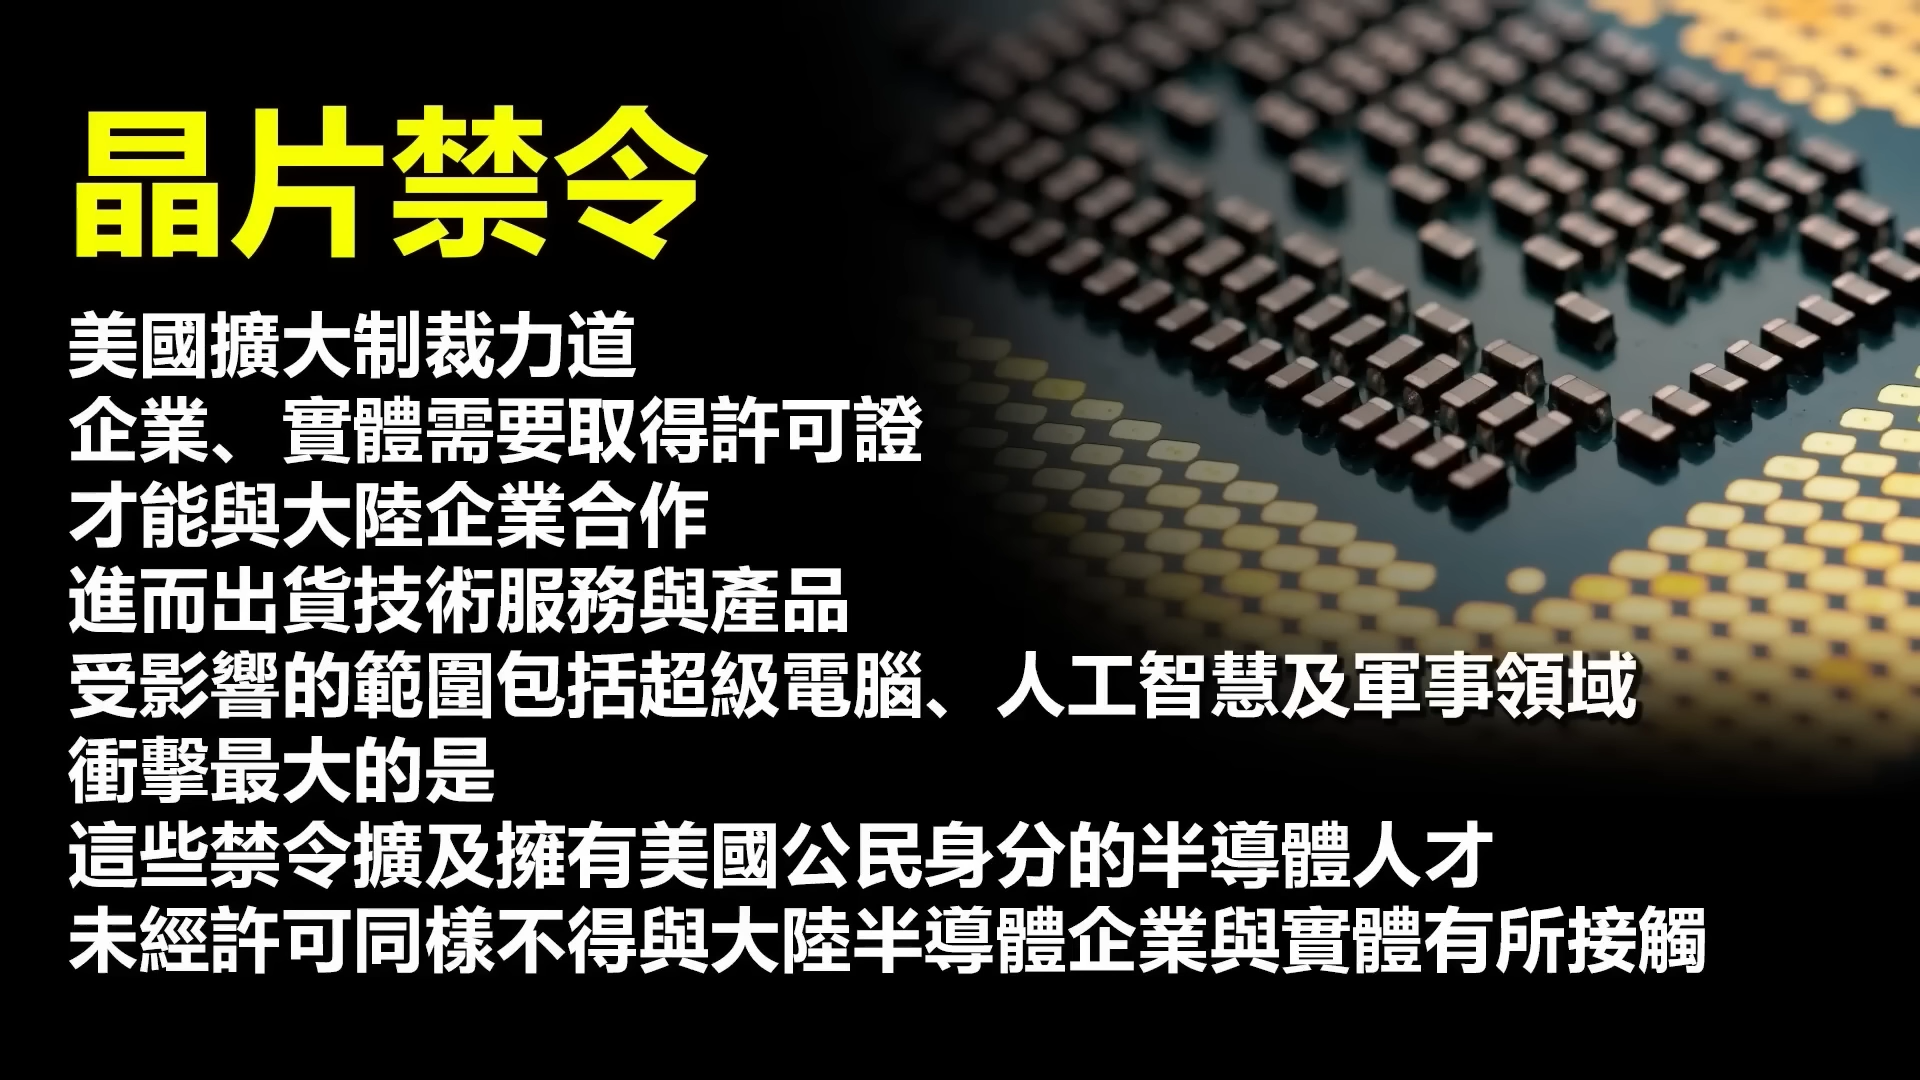 晶片禁令
美國擴大制裁力道
企業、實體需要取得許可證
才能與大陸企業合作
進而出貨技術服務與產品
受影響的範圍包括超級電腦、人工智慧及軍事領域
衝擊最大的是
這些禁令擴及擁有美國公民身分的半導體人才
未經許可同樣不得與大陸半導體企業與實體有所接觸